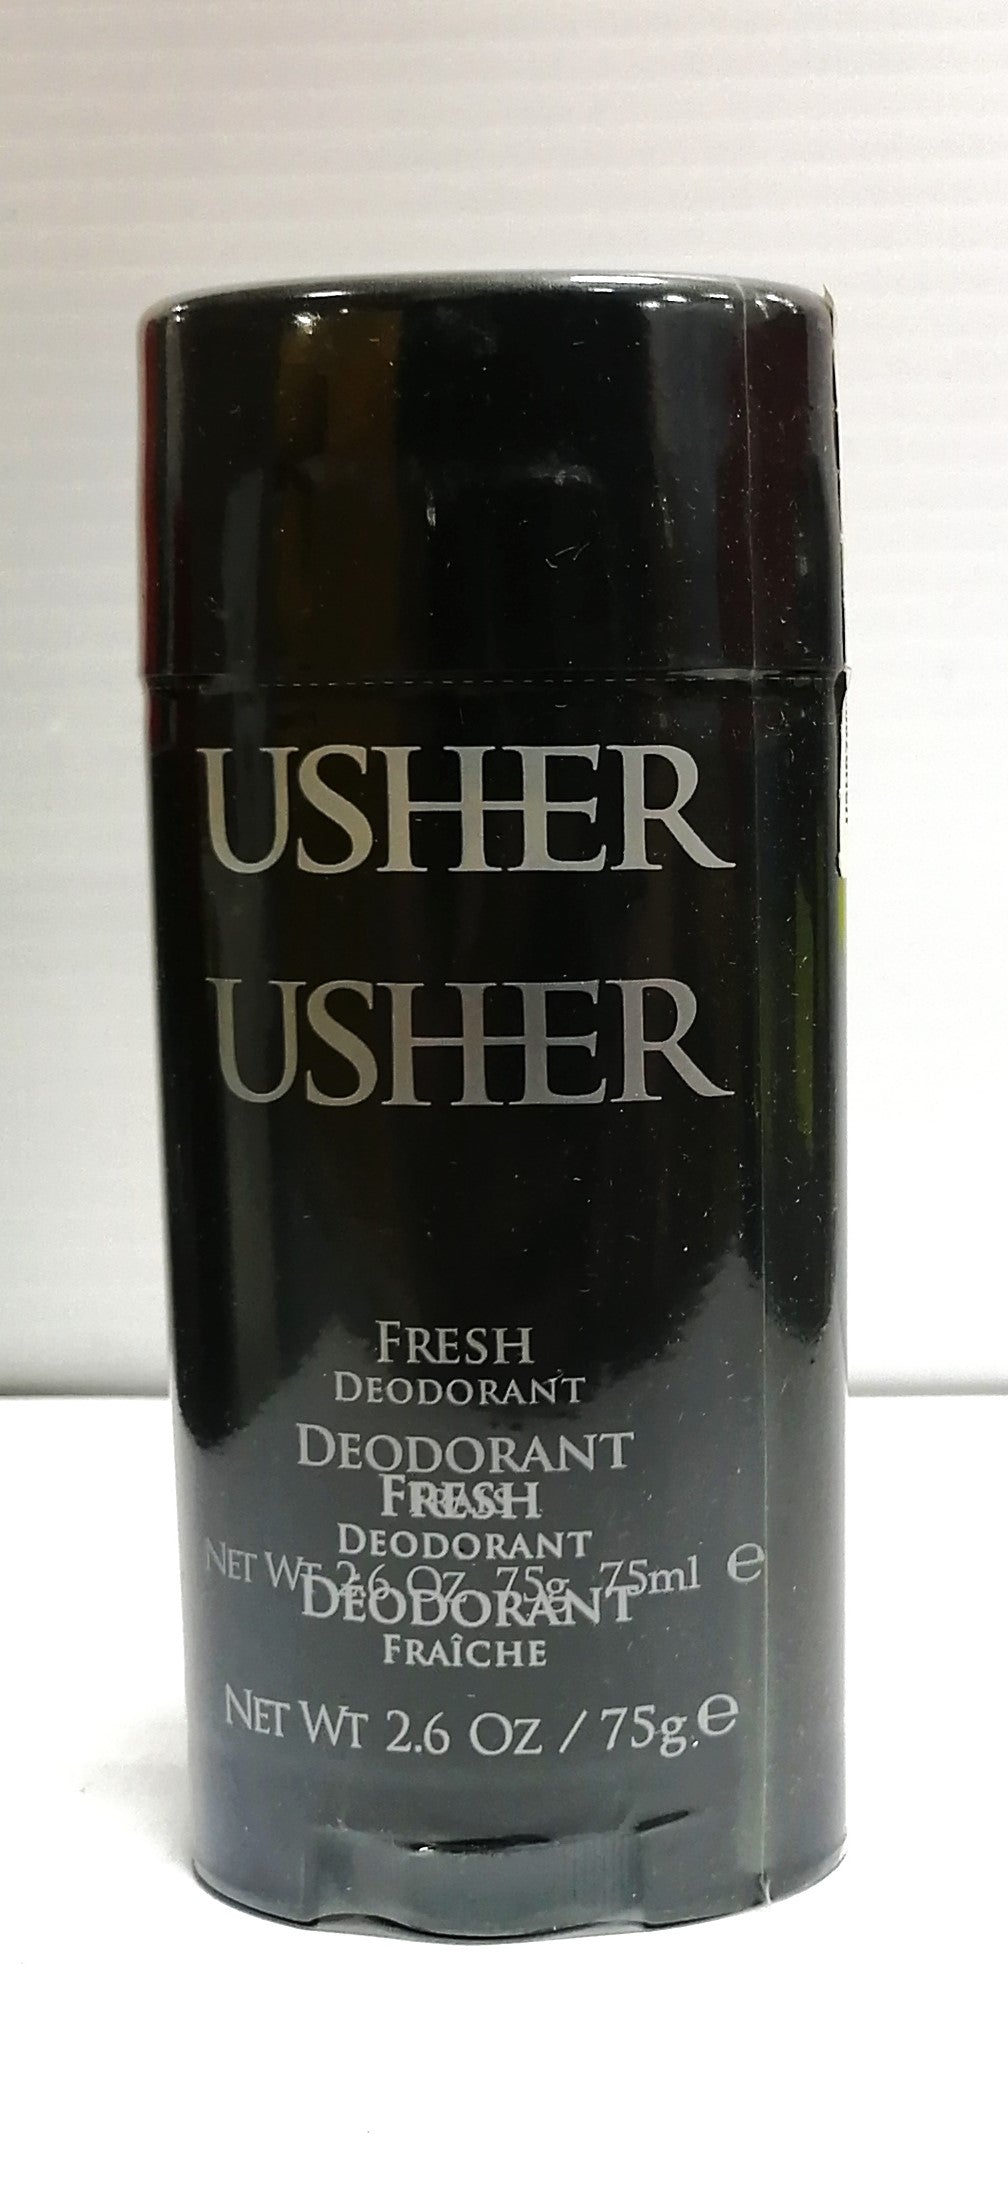 USHER
USHER
FRESH
DEODORANT
DEODORANT
FRESH
DEODORANT
NET WT 2.6 OZ 75g 75ml e
DEODORANT
FRAÎCHE
NET WT 2.6 OZ / 75g. e